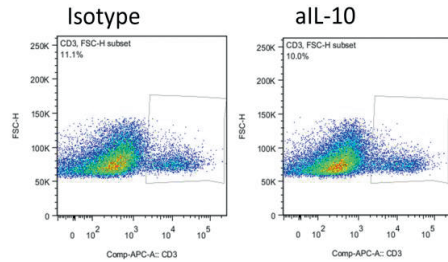 Isotype
aIL-10
250K
200K
150K
100K
50K
0
FSC-H
CD3, FSC-H subset
11.1%
0 10^2 10^3 10^4 10^5
Comp-APC-A:: CD3
250K
200K
150K
100K
50K
0
FSC-H
CD3, FSC-H subset
10.0%
0 10^2 10^3 10^4 10^5
Comp-APC-A:: CD3